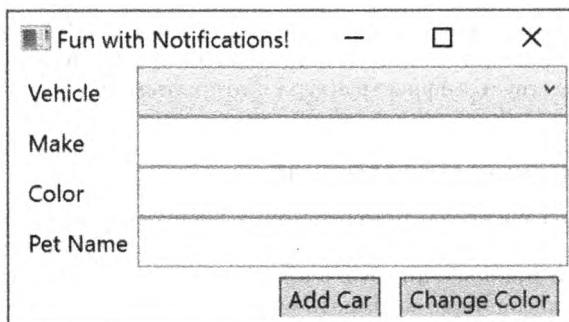 Fun with Notifications!
Vehicle
Make
Color
Pet Name
Add Car Change Color